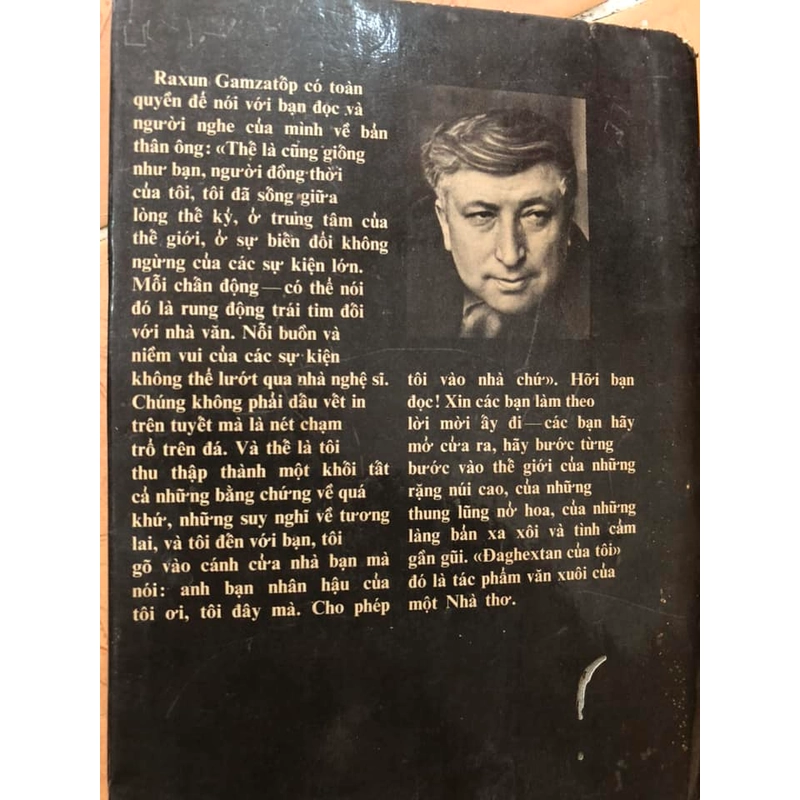 Raxun Gamzatốp có toàn
quyền để nói với bạn đọc và
người nghe của mình về bản
thân ông: «Thề là cũng giống
như bạn, người đồng thời
của tôi, tôi đã sống giữa
lòng thế kỷ, ở trung tâm của
thế giới, ở sự biến đổi không
ngừng của các sự kiện lớn.
Mỗi chấn động—có thể nói
đó là rung động trái tim đối
với nhà văn. Nỗi buồn và
niềm vui của các sự kiện
không thể lướt qua nhà nghệ sĩ.
Chúng không phải dấu vết in
trên tuyết mà là nét chạm
trổ trên đá. Và thế là tôi
thu thập thành một khối tất
cả những bằng chứng về quá
khứ, những suy nghĩ về tương
lai, và tôi đến với bạn, tôi
gõ vào cánh cửa nhà bạn mà
nói: anh bạn nhân hậu của
tôi ơi, tôi đây mà. Cho phép
tôi vào nhà chứ». Hỡi bạn
đọc! Xin các bạn làm theo
lời mời ấy đi—các bạn hãy
mở cửa ra, hãy bước từng
bước vào thế giới của những
rặng núi cao, của những
thung lũng nở hoa, của những
làng bản xa xôi và tình cảm
gần gũi. «Đaghextan của tôi»
đó là tác phẩm văn xuôi của
một Nhà thơ.